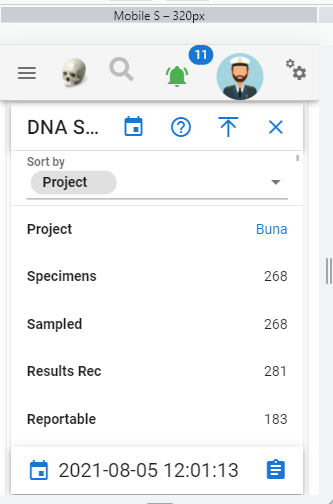 Mobile S – 320px
11
DNA S...
Sort by
Project
Project Buna
Specimens 268
Sampled 268
Results Rec 281
Reportable 183
2021-08-05 12:01:13